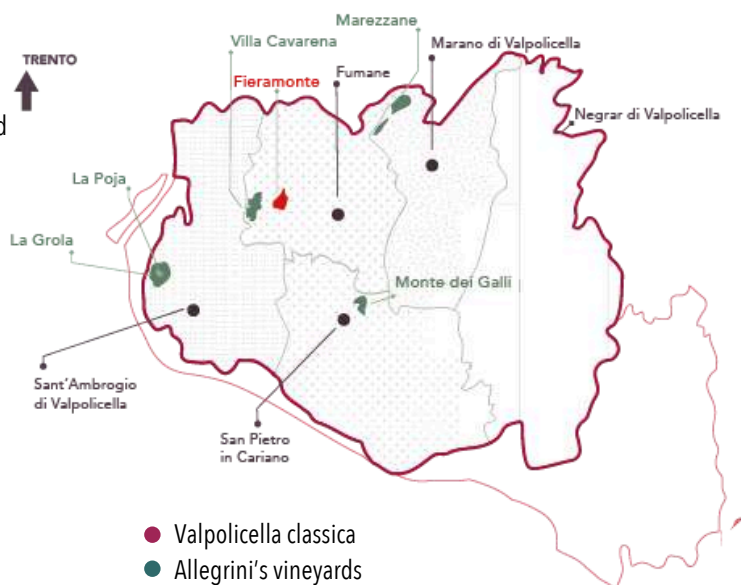 Marezzane
Villa Cavarena
Marano di Valpolicella
TRENTO
Fieramonte
Fumane
d
Negrar di Valpolicella
La Poja
La Grola
Monte dei Galli
Sant'Ambrogio
di Valpolicella
San Pietro
in Cariano
Valpolicella classica
Allegrini's vineyards